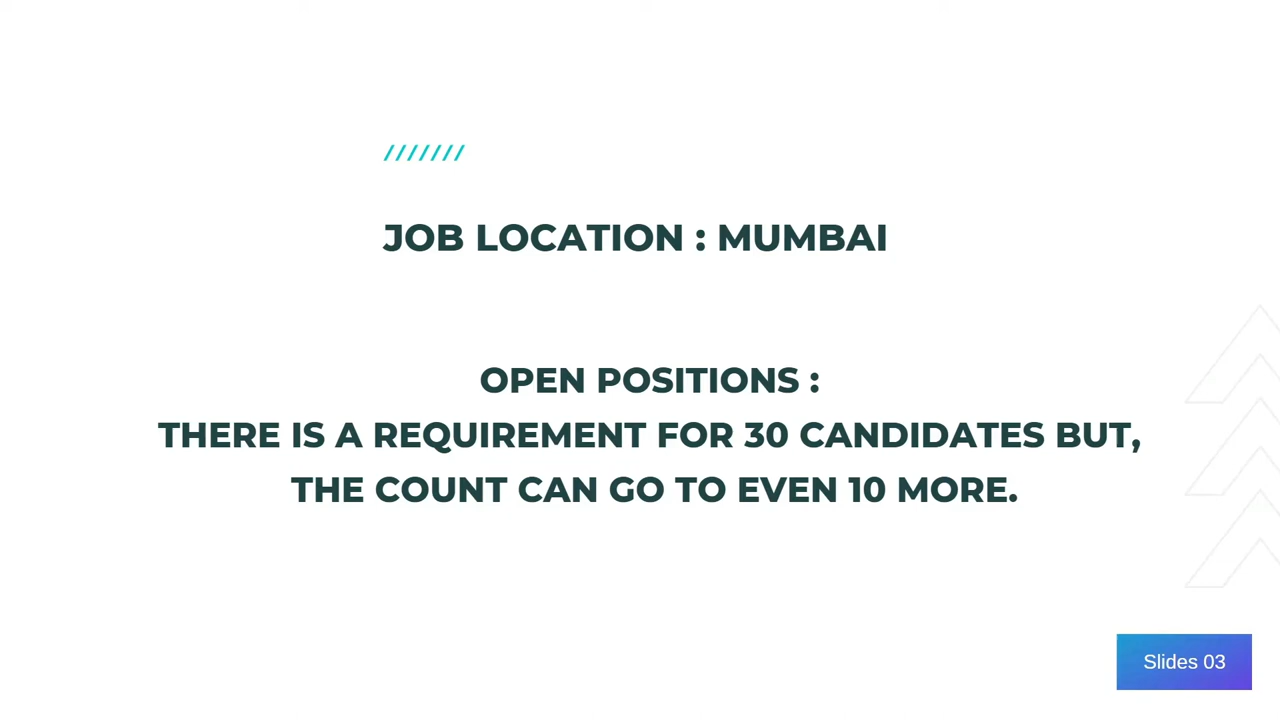 JOB LOCATION : MUMBAI
OPEN POSITIONS :
THERE IS A REQUIREMENT FOR 30 CANDIDATES BUT,
THE COUNT CAN GO TO EVEN 10 MORE.
Slides 03